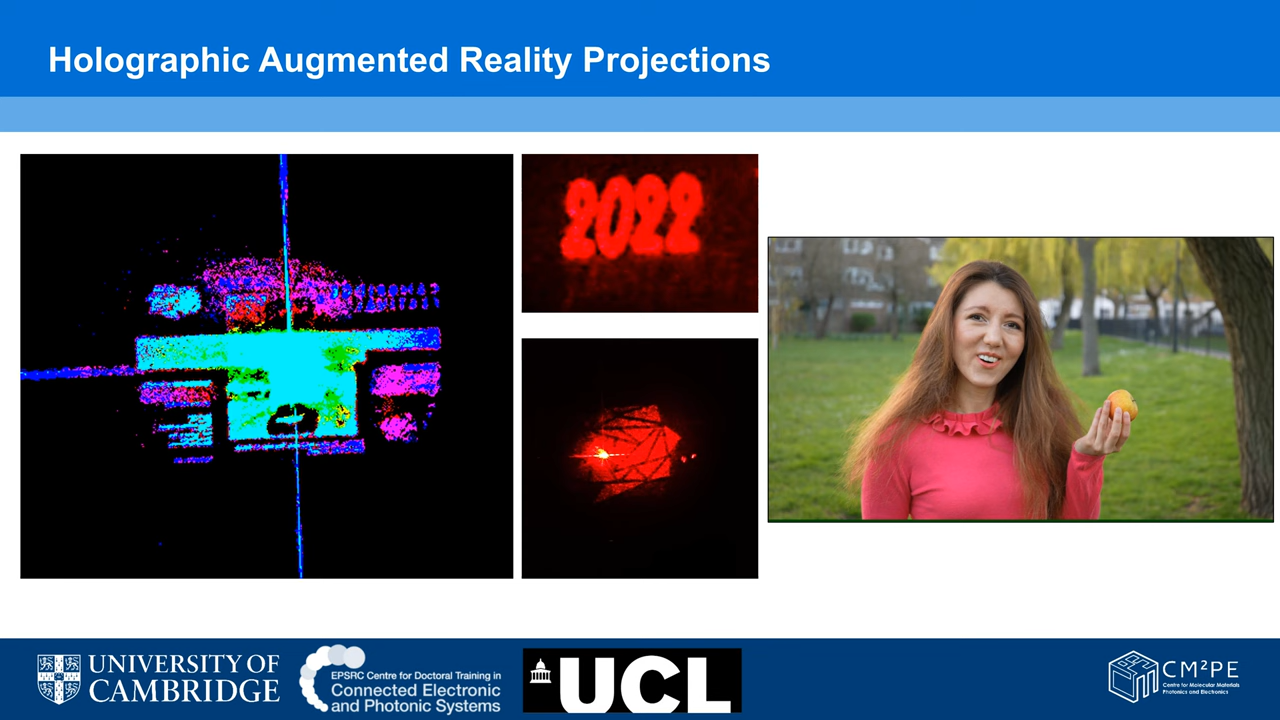 Holographic Augmented Reality Projections
2022
UNIVERSITY OF
CAMBRIDGE
EPSRC Centre for Doctoral Training in
Connected Electronic
and Photonic Systems
UCL
CM²PE
Centre for Molecular Materials
Photonics and Electronics